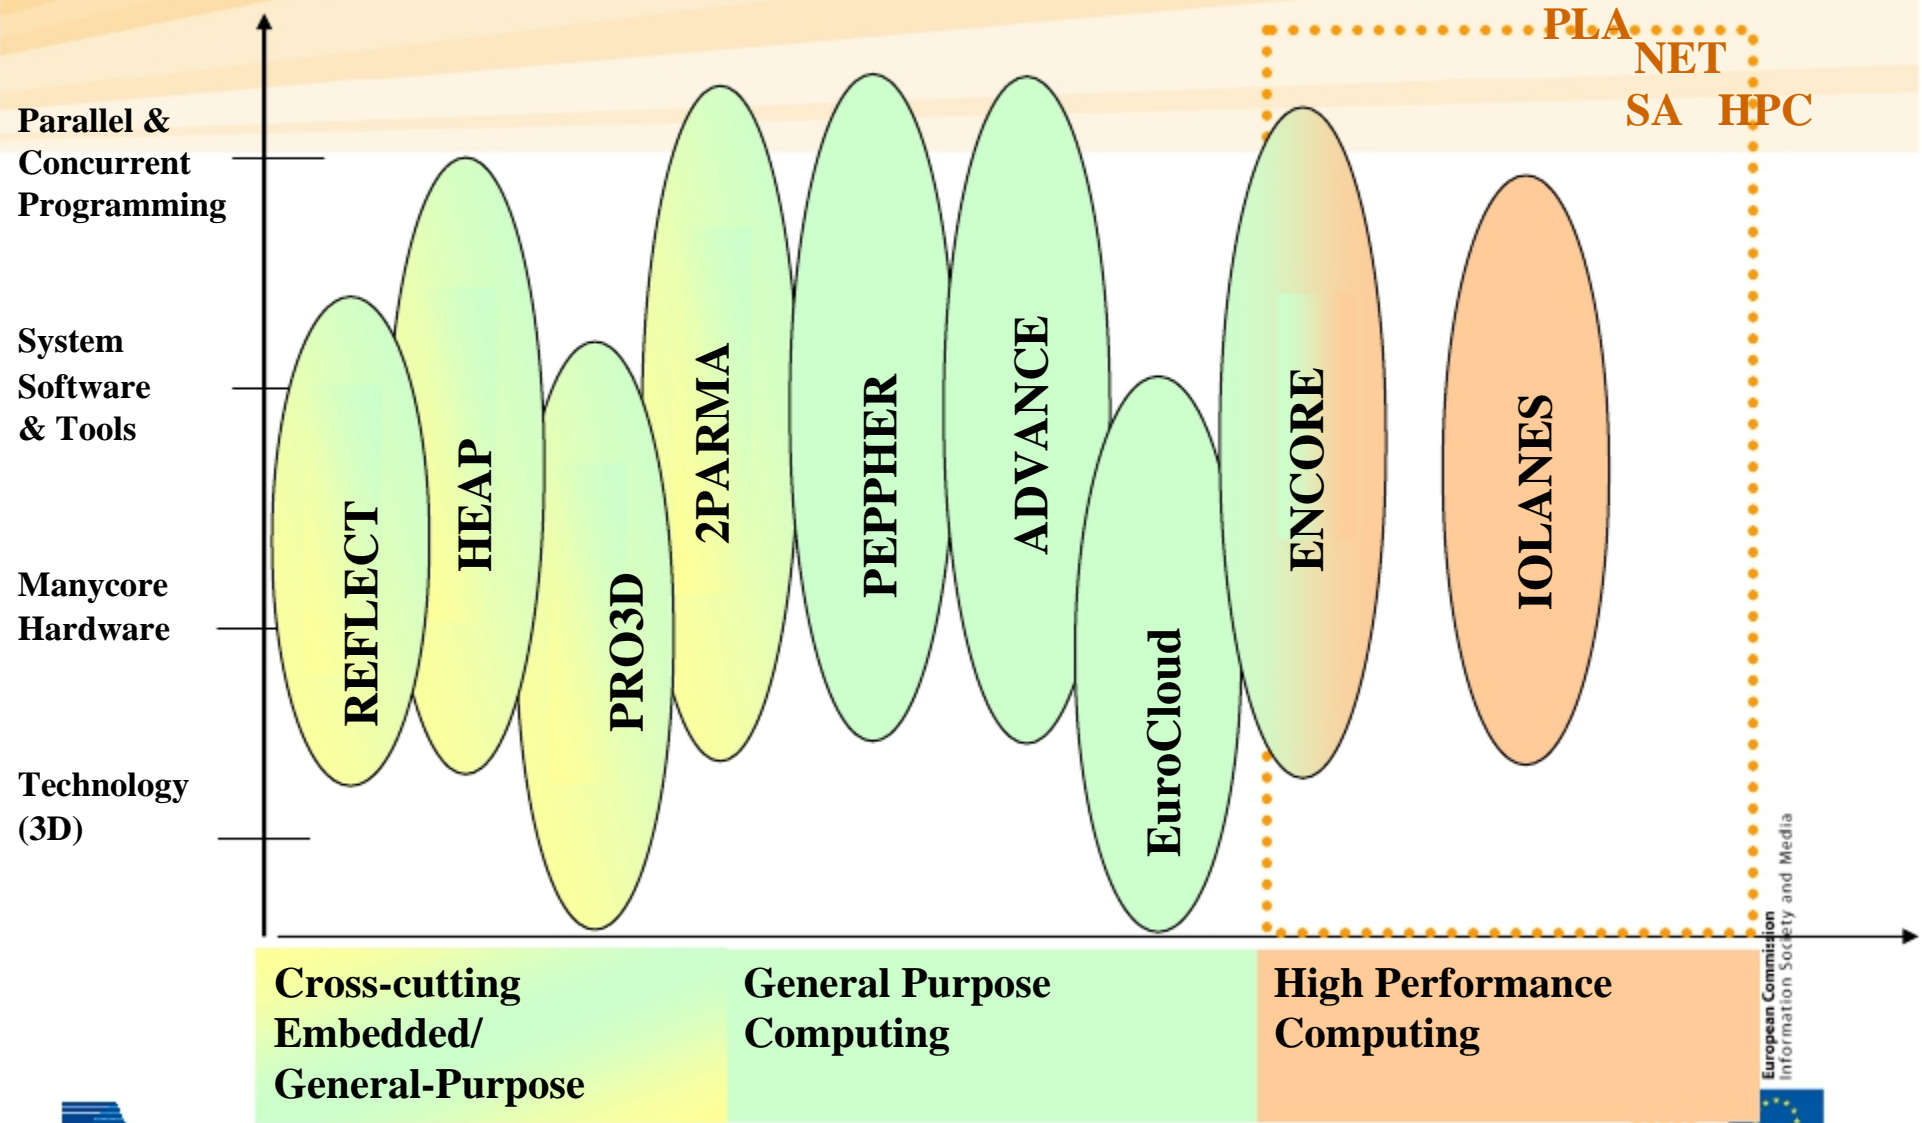 PLA
NET
SA HPC
Parallel &
Concurrent
Programming
System
Software
& Tools
Manycore
Hardware
Technology
(3D)
REFLECT
HEAP
PRO3D
2PARMA
PEPPHER
ADVANCE
EuroCloud
ENCORE
IOLANES
Cross-cutting
Embedded/
General-Purpose
General Purpose
Computing
High Performance
Computing
European Commission
Information Society and Media